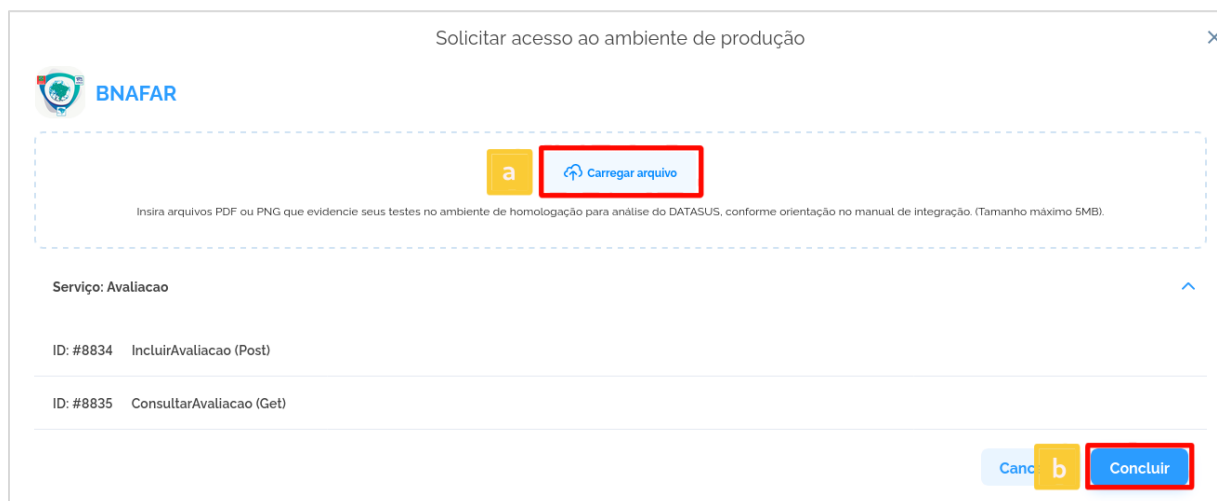 Solicitar acesso ao ambiente de produção
BNAFAR
a
Carregar arquivo
Insira arquivos PDF ou PNG que evidencie seus testes no ambiente de homologação para análise do DATASUS, conforme orientação no manual de integração. (Tamanho máximo 5MB).
Serviço: Avaliacao
ID: #8834 IncluirAvaliacao (Post)
ID: #8835 ConsultarAvaliacao (Get)
Canc b Concluir